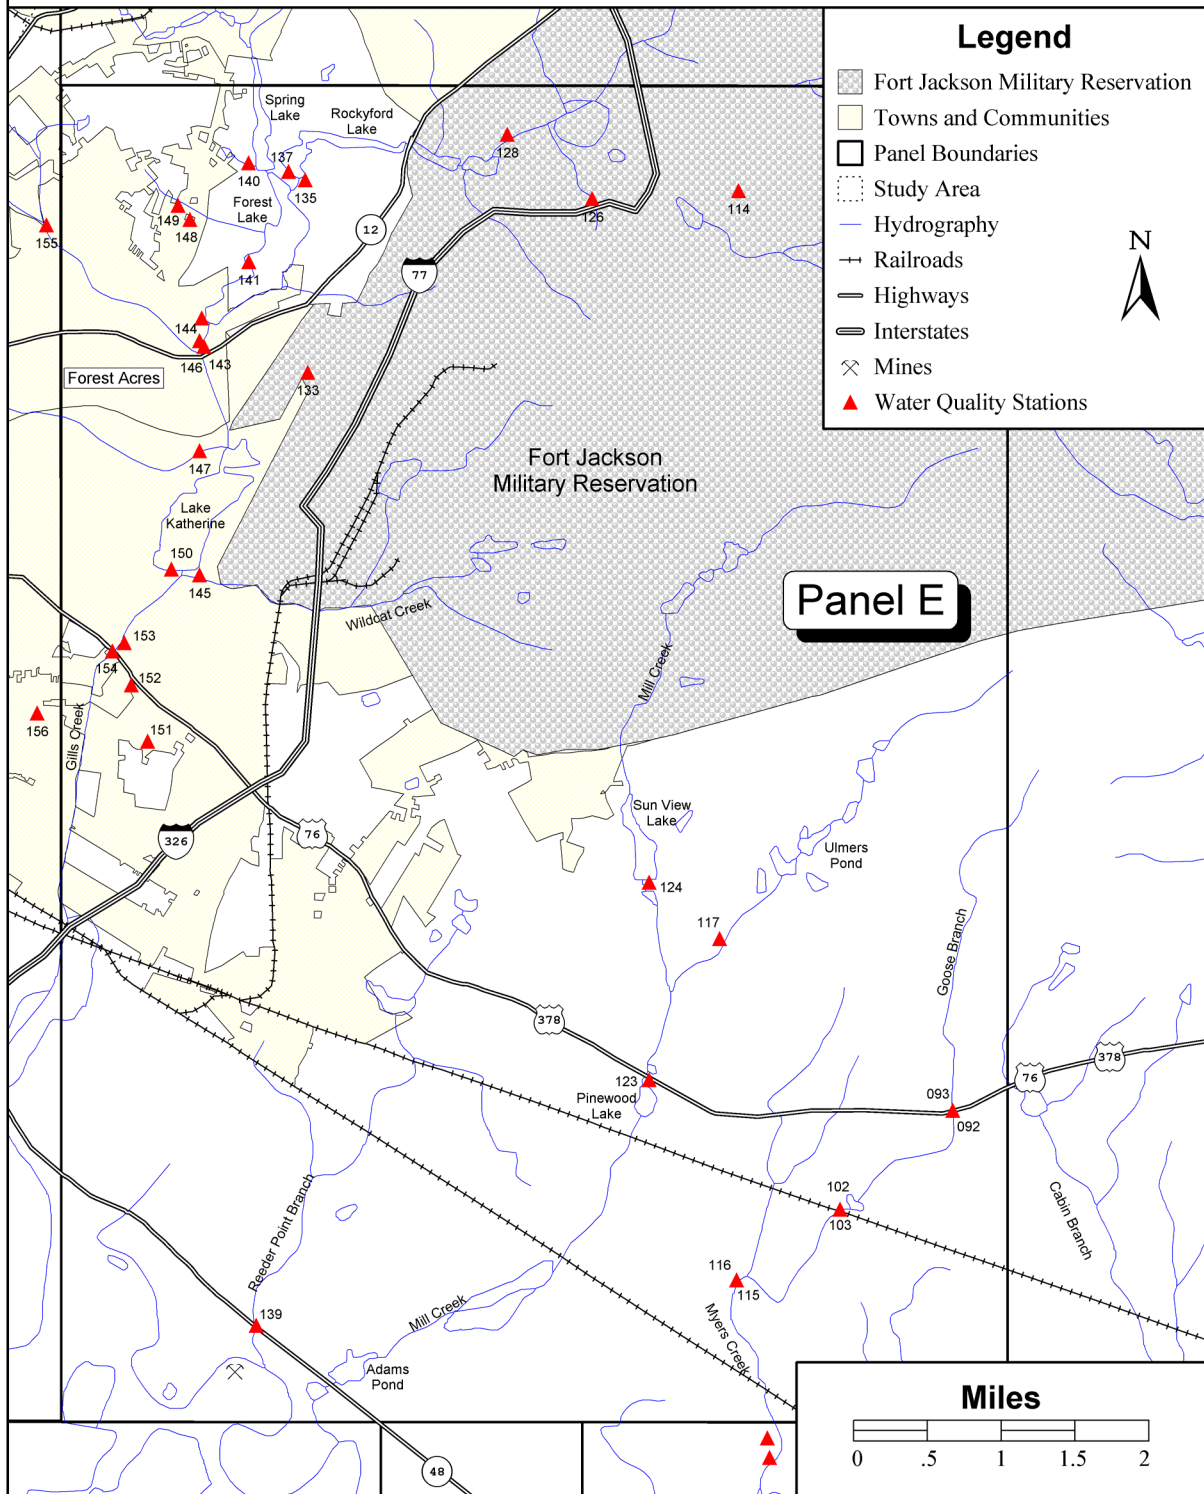 Legend
Fort Jackson Military Reservation
Towns and Communities
Panel Boundaries
Study Area
Hydrography
Railroads
Highways
Interstates
Mines
Water Quality Stations
N
Spring
Lake
Rockyford
Lake
137
140
135
128
Forest
Lake
149
148
126
114
155
12
141
77
144
146
143
Forest Acres
133
147
Fort Jackson
Military Reservation
Lake
Katherine
150
145
Panel E
Wildcat Creek
153
154
152
Mill Creek
156
151
Gills Creek
Sun View
Lake
326
76
Ulmers
Pond
124
117
Goose Branch
378
378
76
123
Pinewood
Lake
093
092
102
103
Cabin Branch
Reeder Point Branch
116
115
139
Mill Creek
Myers Creek
Adams
Pond
48
Miles
0 .5 1 1.5 2